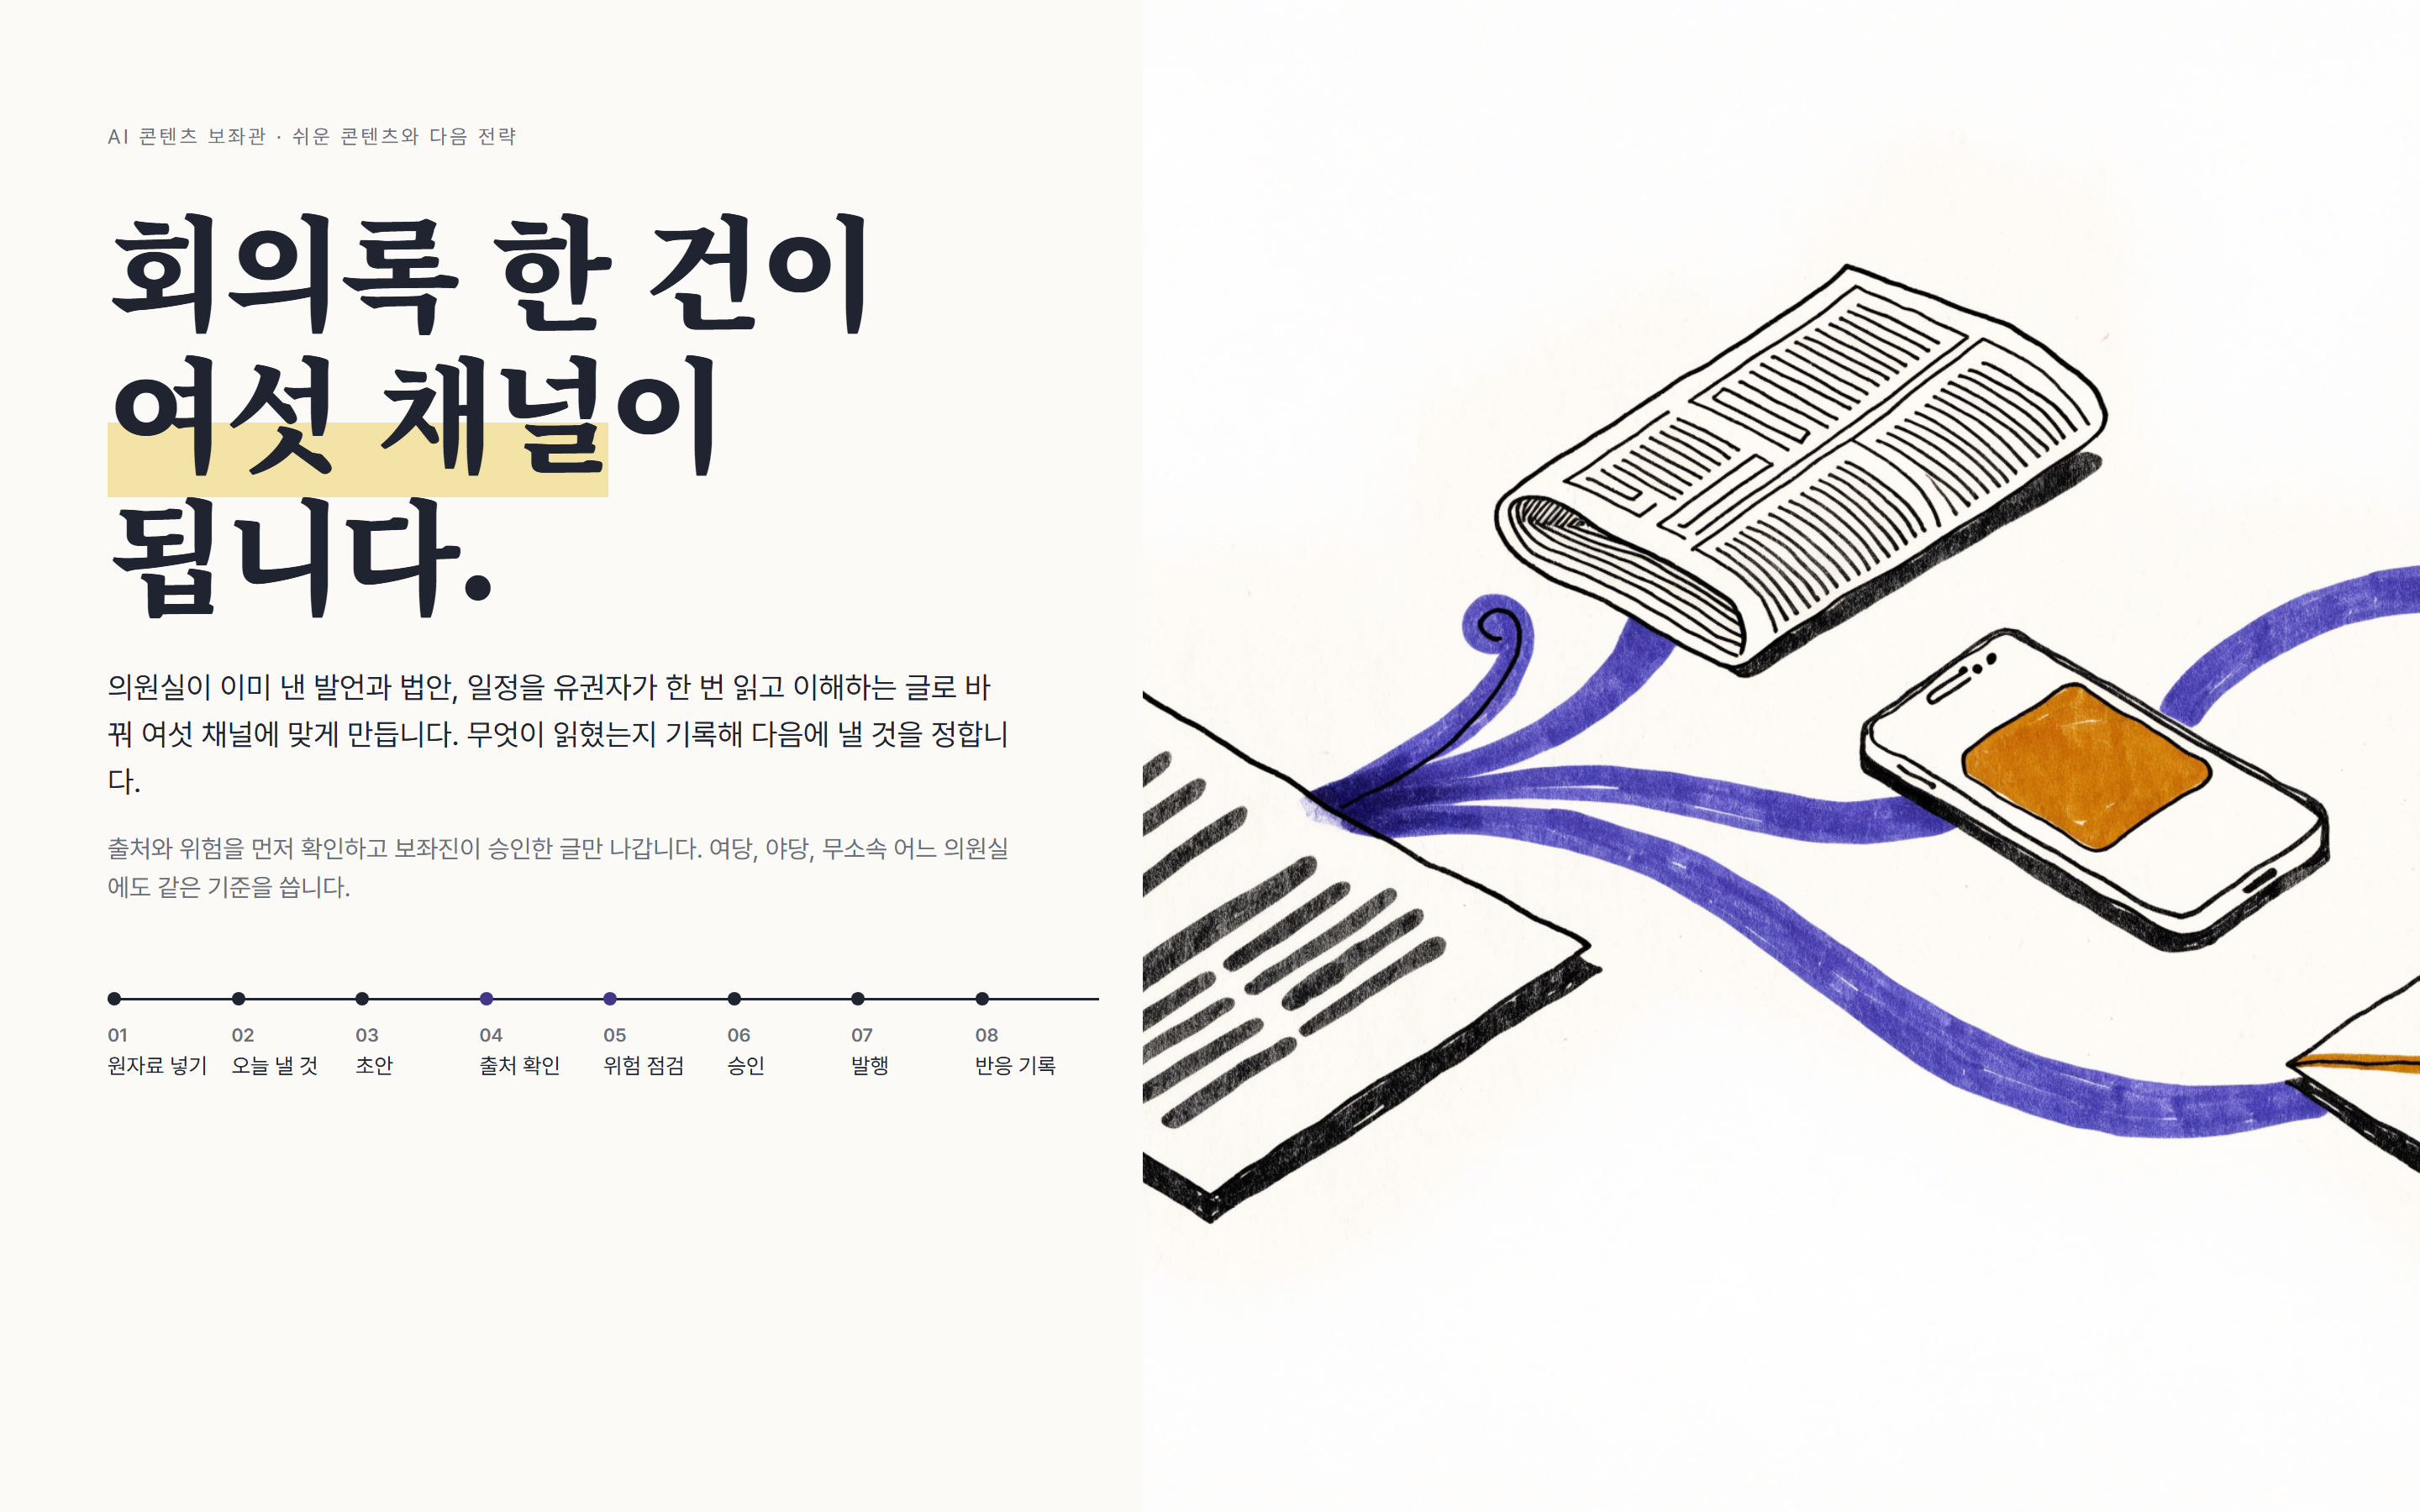 AI 콘텐츠 보좌관 · 쉬운 콘텐츠와 다음 전략
회의록 한 건이
여섯 채널이
됩니다.
의원실이 이미 낸 발언과 법안, 일정을 유권자가 한 번 읽고 이해하는 글로 바
꿔 여섯 채널에 맞게 만듭니다. 무엇이 읽혔는지 기록해 다음에 낼 것을 정합니
다.
출처와 위험을 먼저 확인하고 보좌진이 승인한 글만 나갑니다. 여당, 야당, 무소속 어느 의원실
에도 같은 기준을 씁니다.
01 02 03 04 05 06 07 08
원자료 넣기 오늘 낼 것 초안 출처 확인 위험 점검 승인 발행 반응 기록